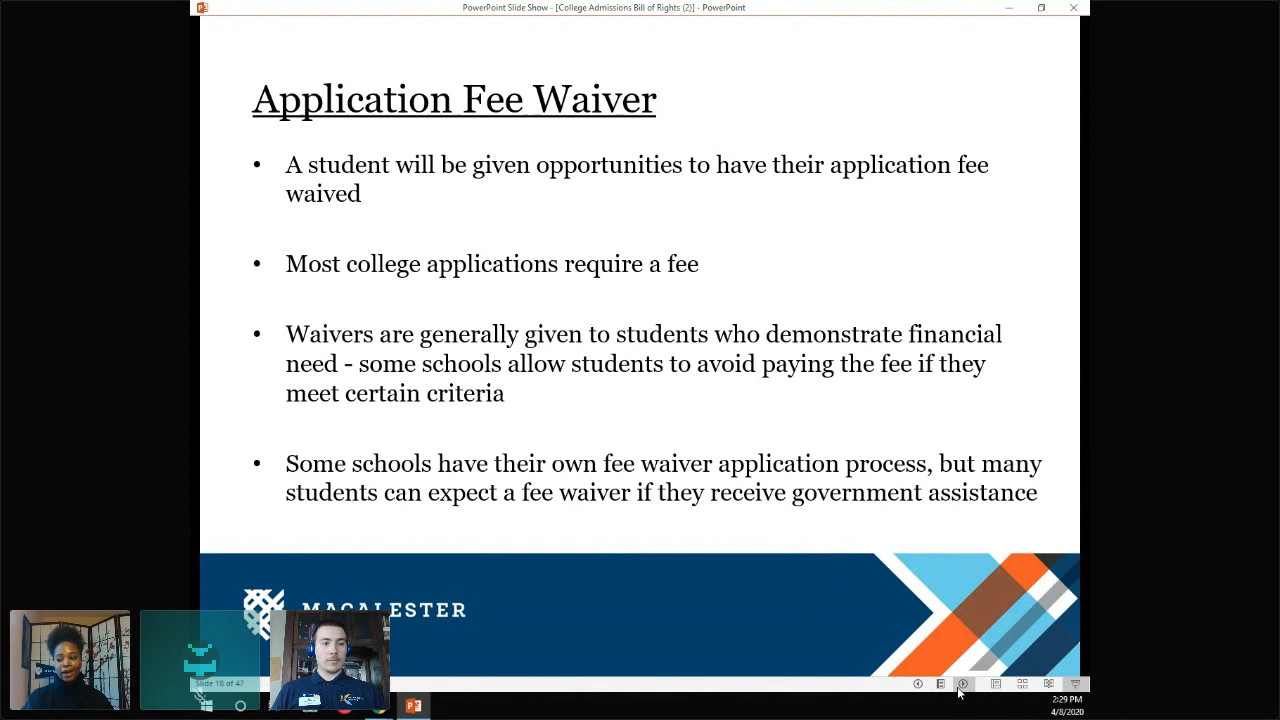 PowerPoint Slide Show - [College Admissions Bill of Rights (2)] - PowerPoint
Application Fee Waiver
• A student will be given opportunities to have their application fee
waived
• Most college applications require a fee
• Waivers are generally given to students who demonstrate financial
need - some schools allow students to avoid paying the fee if they
meet certain criteria
• Some schools have their own fee waiver application process, but many
students can expect a fee waiver if they receive government assistance
MACALESTER
Slide 18 of 47
2:29 PM
4/8/2020